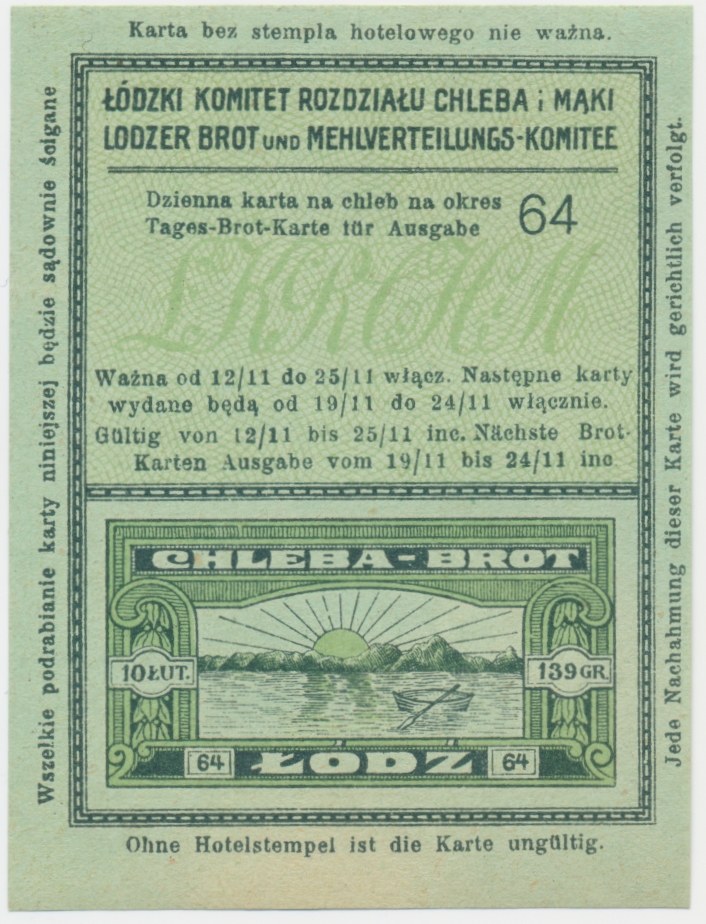 Karta bez stempla hotelowego nie ważna.
Wszelkie podrabianie karty niniejszej będzie sądownie ścigane
ŁÓDZKI KOMITET ROZDZIAŁU CHLEBA i MĄKI
LODZER BROT UND MEHLVERTEILUNGS-KOMITEE
Dzienna karta na chleb na okres 64
Tages-Brot-Karte für Ausgabe
ŁKRCHM
Ważna od 12/11 do 25/11 włącz. Następne karty
wydane będą od 19/11 do 24/11 włącznie.
Gültig von 12/11 bis 25/11 inc. Nächste Brot-
Karten Ausgabe vom 19/11 bis 24/11 inc.
CHLEBA-BROT
10 ŁUT. 139 GR.
64 ŁÓDŹ 64
Jede Nachahmung dieser Karte wird gerichtlich verfolgt.
Ohne Hotelstempel ist die Karte ungültig.